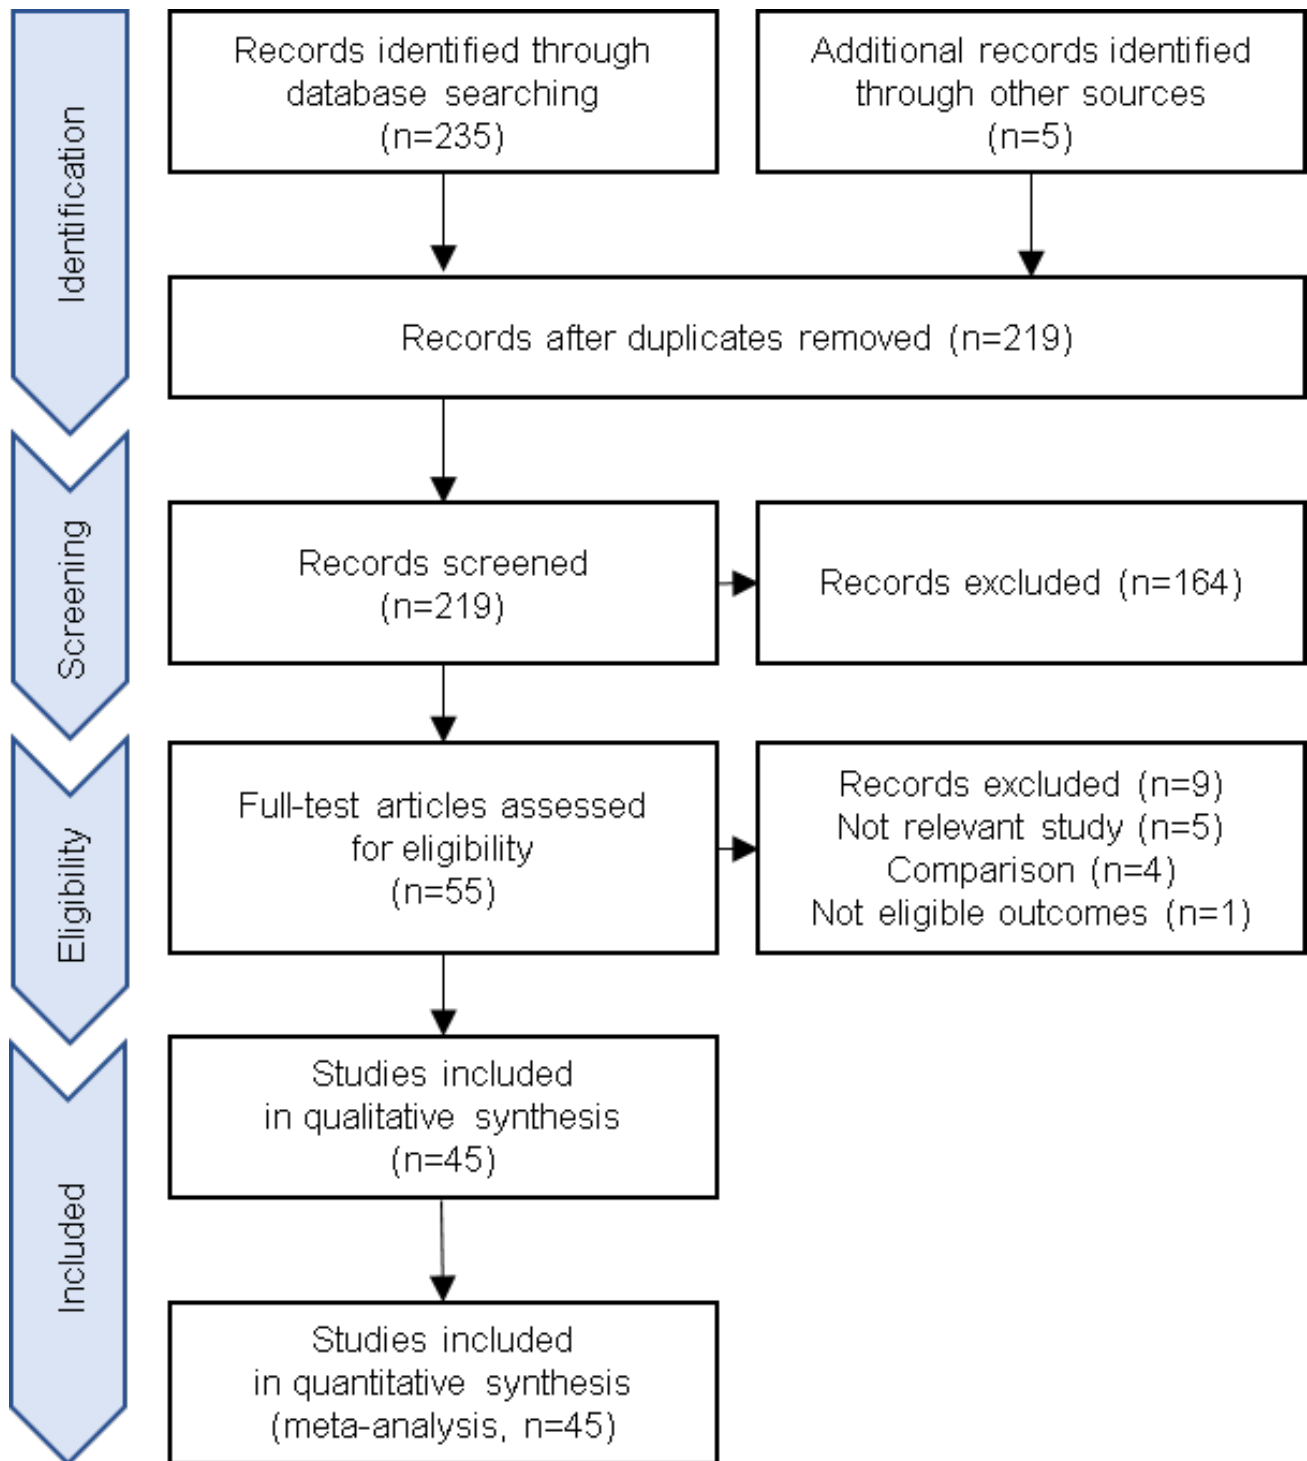 Identification
Records identified through
database searching
(n=235)
Additional records identified
through other sources
(n=5)
Records after duplicates removed (n=219)
Screening
Records screened
(n=219)
Records excluded (n=164)
Eligibility
Full-test articles assessed
for eligibility
(n=55)
Records excluded (n=9)
Not relevant study (n=5)
Comparison (n=4)
Not eligible outcomes (n=1)
Included
Studies included
in qualitative synthesis
(n=45)
Studies included
in quantitative synthesis
(meta-analysis, n=45)